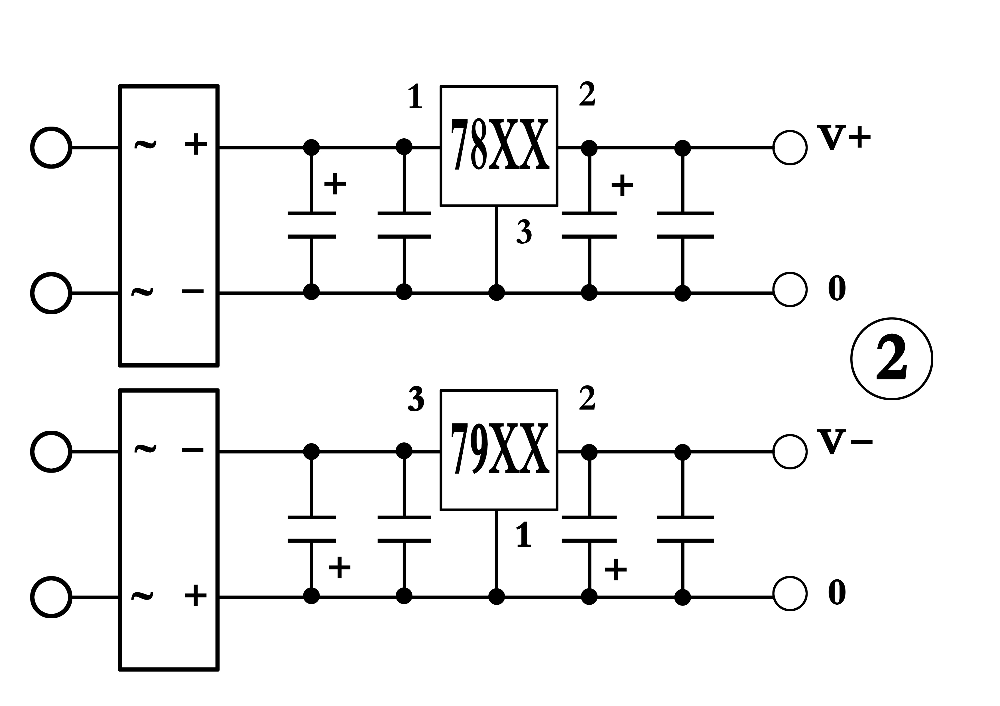 1 2
~ + 78XX V+
+ +
3
~ − 0
2
3 2
~ − 79XX V−
1
+ +
~ + 0